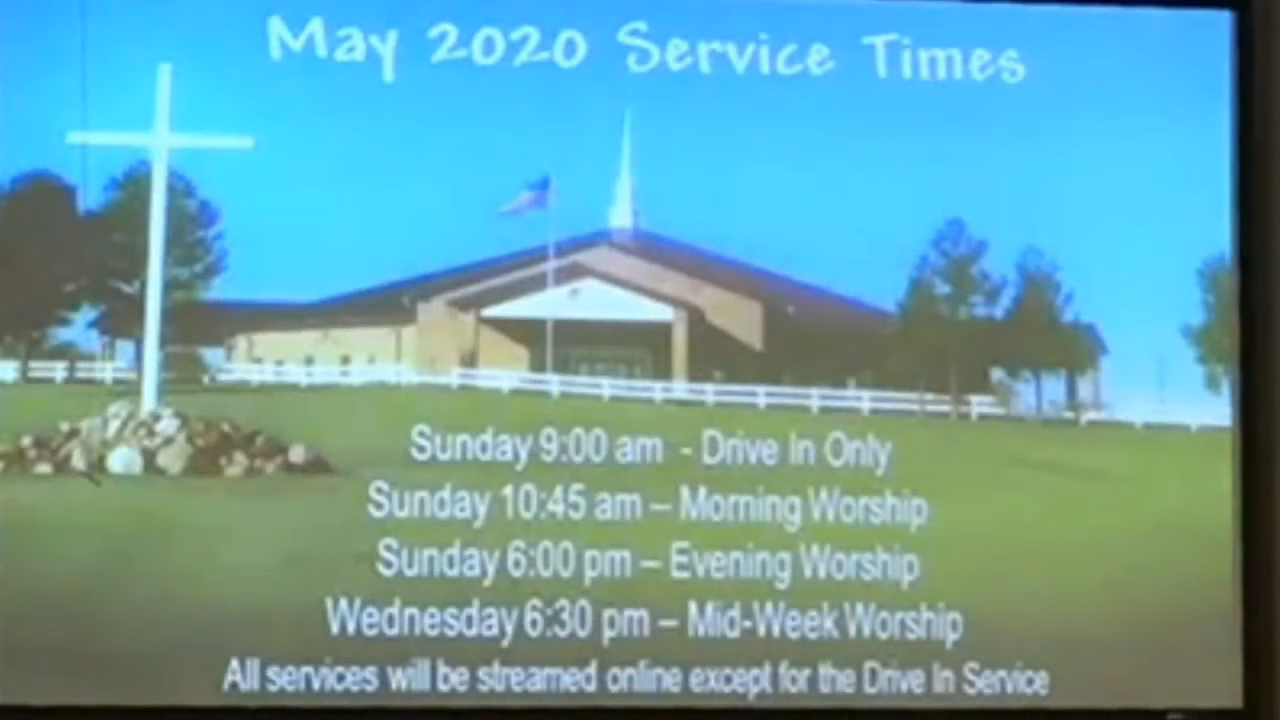 May 2020 Service Times
Sunday 9:00 am - Drive In Only
Sunday 10:45 am – Morning Worship
Sunday 6:00 pm – Evening Worship
Wednesday 6:30 pm – Mid-Week Worship
All services will be streamed online except for the Drive In Service